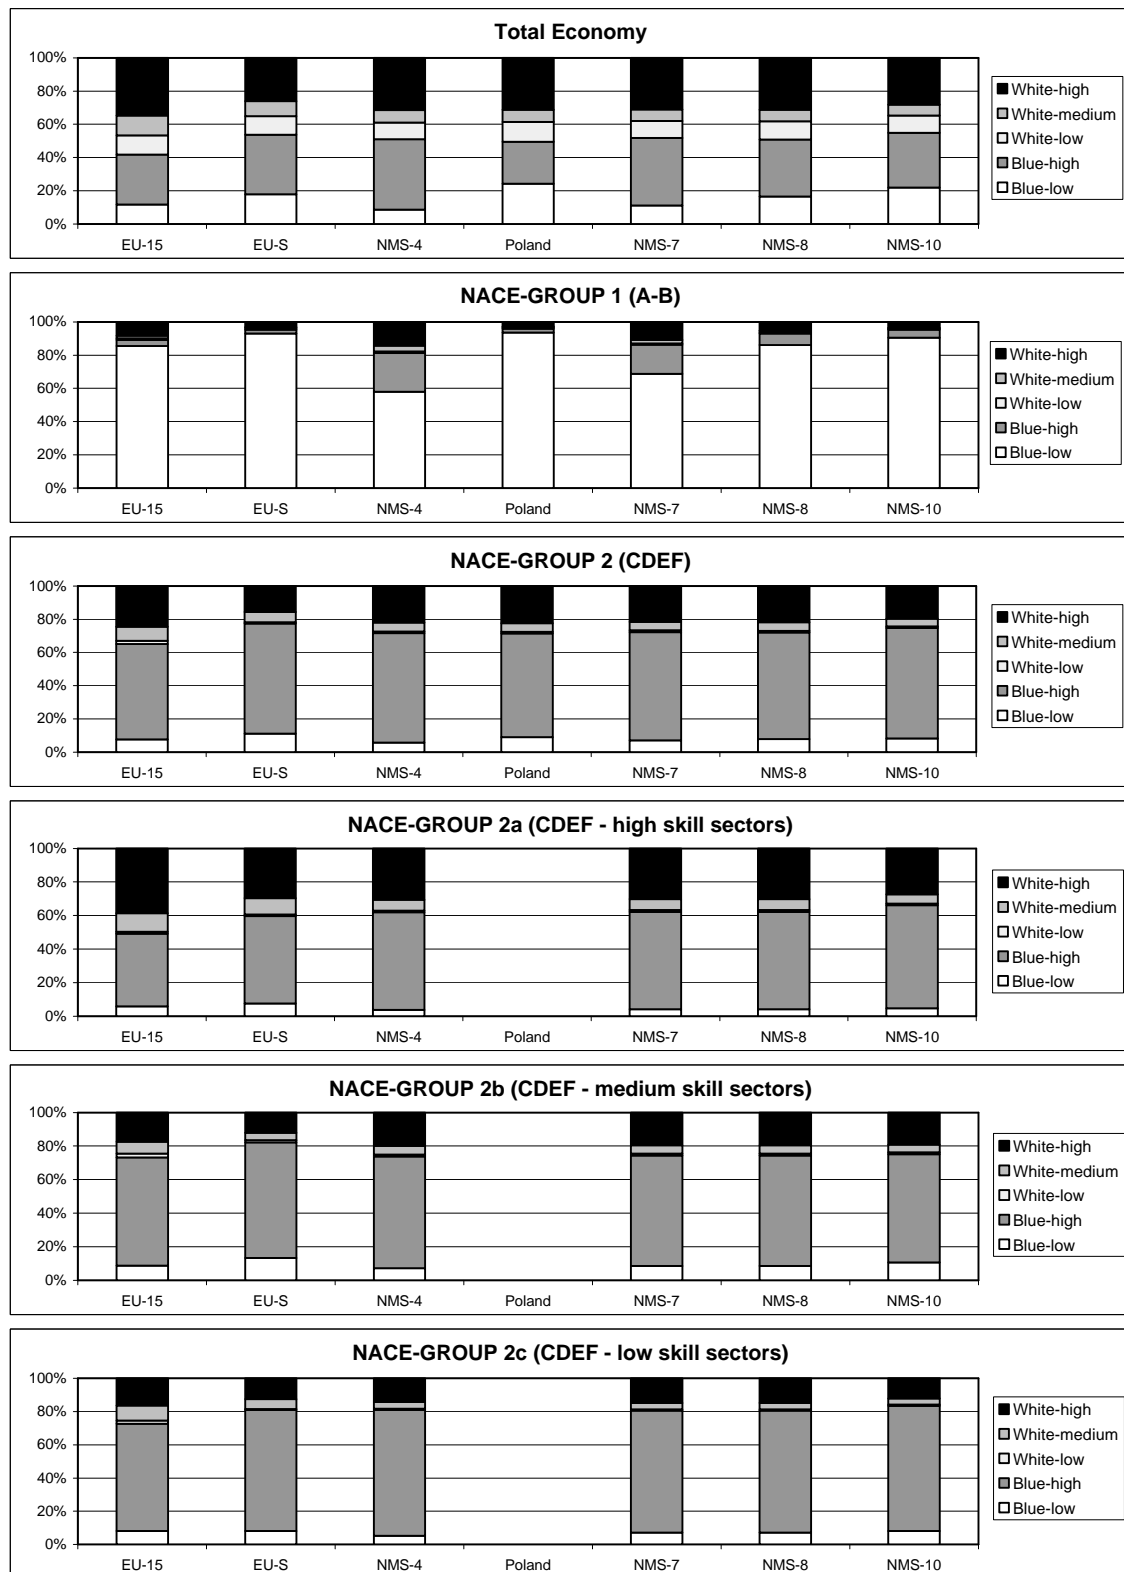 Total Economy
100%
80%
60%
40%
20%
0%
EU-15 EU-S NMS-4 Poland NMS-7 NMS-8 NMS-10
White-high
White-medium
White-low
Blue-high
Blue-low
NACE-GROUP 1 (A-B)
100%
80%
60%
40%
20%
0%
EU-15 EU-S NMS-4 Poland NMS-7 NMS-8 NMS-10
White-high
White-medium
White-low
Blue-high
Blue-low
NACE-GROUP 2 (CDEF)
100%
80%
60%
40%
20%
0%
EU-15 EU-S NMS-4 Poland NMS-7 NMS-8 NMS-10
White-high
White-medium
White-low
Blue-high
Blue-low
NACE-GROUP 2a (CDEF - high skill sectors)
100%
80%
60%
40%
20%
0%
EU-15 EU-S NMS-4 Poland NMS-7 NMS-8 NMS-10
White-high
White-medium
White-low
Blue-high
Blue-low
NACE-GROUP 2b (CDEF - medium skill sectors)
100%
80%
60%
40%
20%
0%
EU-15 EU-S NMS-4 Poland NMS-7 NMS-8 NMS-10
White-high
White-medium
White-low
Blue-high
Blue-low
NACE-GROUP 2c (CDEF - low skill sectors)
100%
80%
60%
40%
20%
0%
EU-15 EU-S NMS-4 Poland NMS-7 NMS-8 NMS-10
White-high
White-medium
White-low
Blue-high
Blue-low